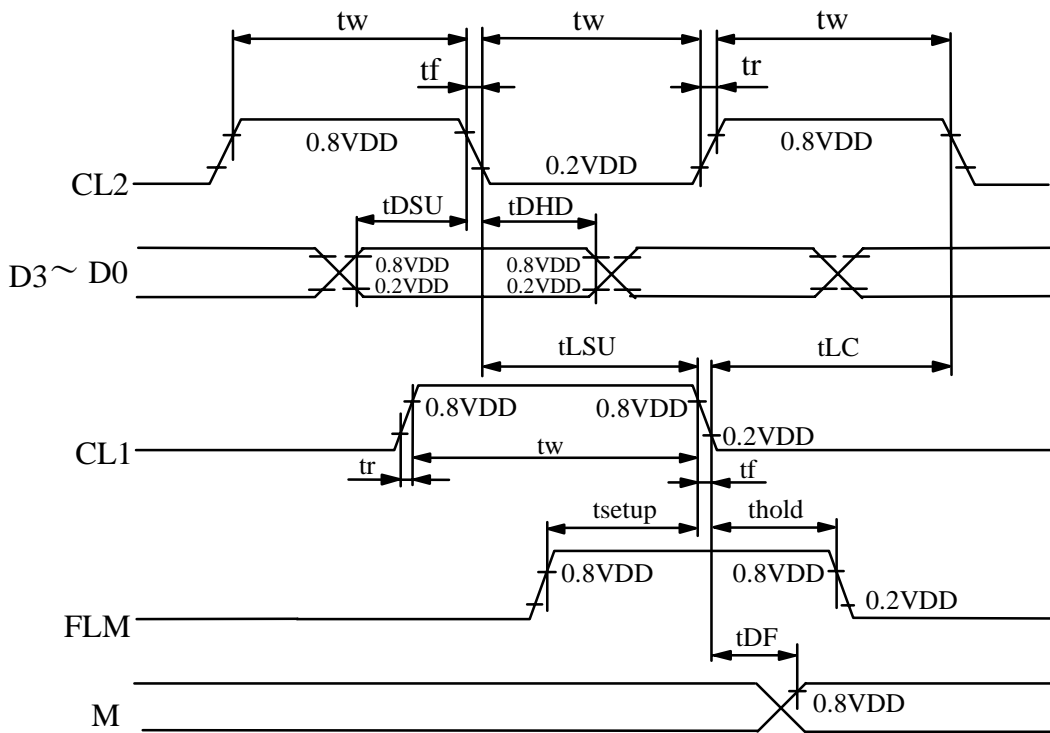 tw tw tw
tf tr
0.8VDD 0.2VDD 0.8VDD
CL2
tDSU tDHD
D3～D0
0.8VDD 0.8VDD
0.2VDD 0.2VDD
tLSU tLC
0.8VDD 0.8VDD
0.2VDD
CL1
tr tw tf
tsetup thold
0.8VDD 0.8VDD
0.2VDD
FLM
tDF
0.8VDD
M